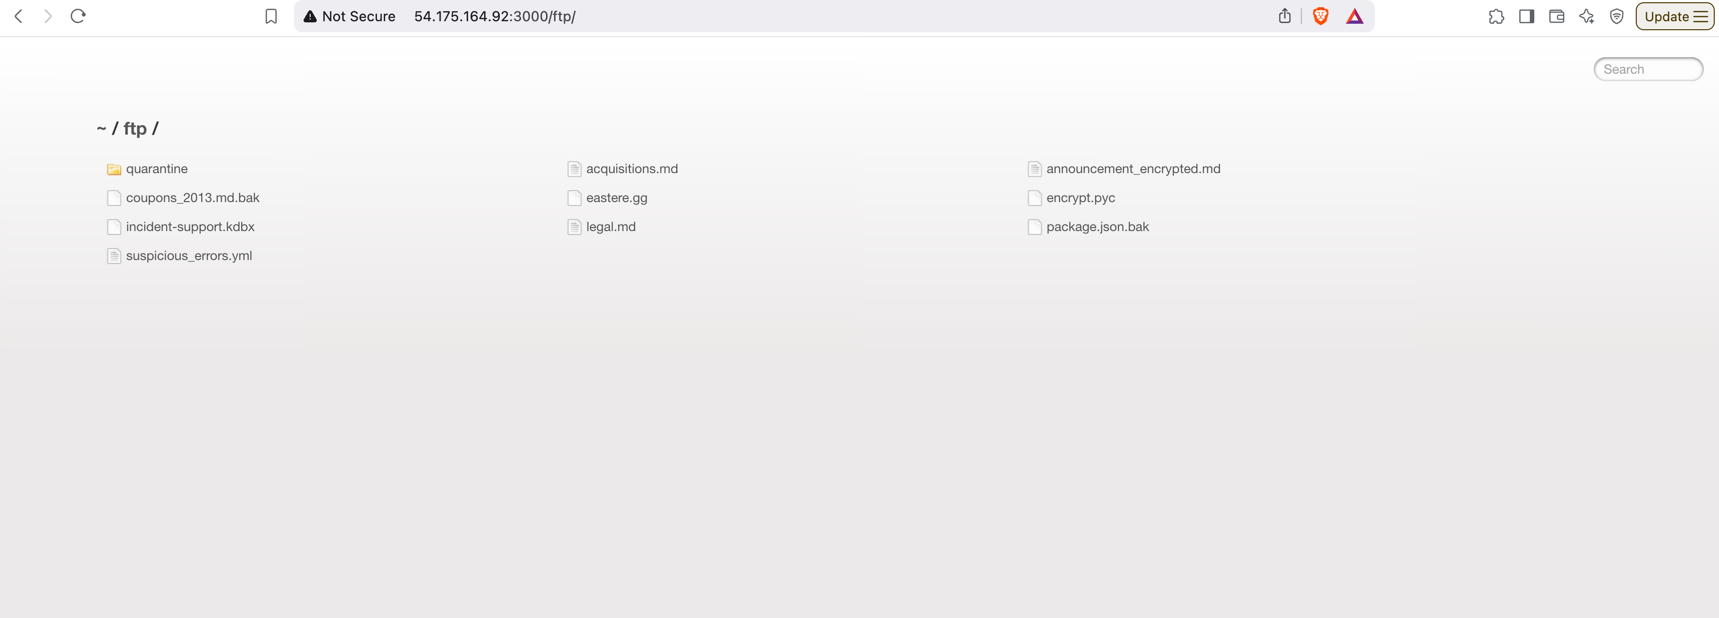 Not Secure 54.175.164.92:3000/ftp/ Update
Search
~ / ftp /
quarantine acquisitions.md announcement_encrypted.md
coupons_2013.md.bak eastere.gg encrypt.pyc
incident-support.kdbx legal.md package.json.bak
suspicious_errors.yml